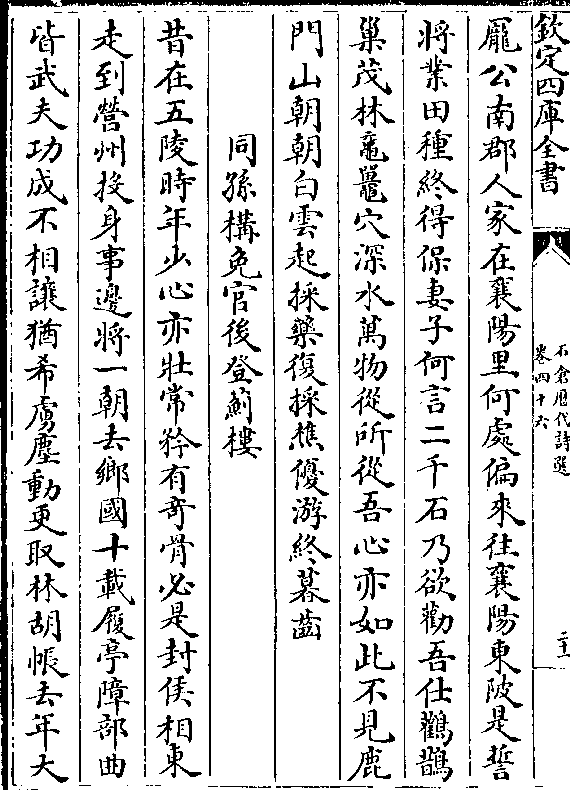 欽定四庫全書
石倉歷代詩選
卷四十六
二十一
龐公南郡人家在襄陽里何處偏來往襄陽東陂是誓
將業田種終得保妻子何言二千石乃欲勸吾仕鸛鵲
巢茂林黿鼉穴深水萬物從所從吾心亦如此不見鹿
門山朝朝白雲起採藥復採樵優游終暮齒
同孫構免官後登薊樓
昔在五陵時年少心亦壯常矜有奇骨必是封侯相東
走到營州投身事邊將一朝去鄉國十載履亭障部曲
皆武夫功成不相讓猶希虜塵動更取林胡帳去年大